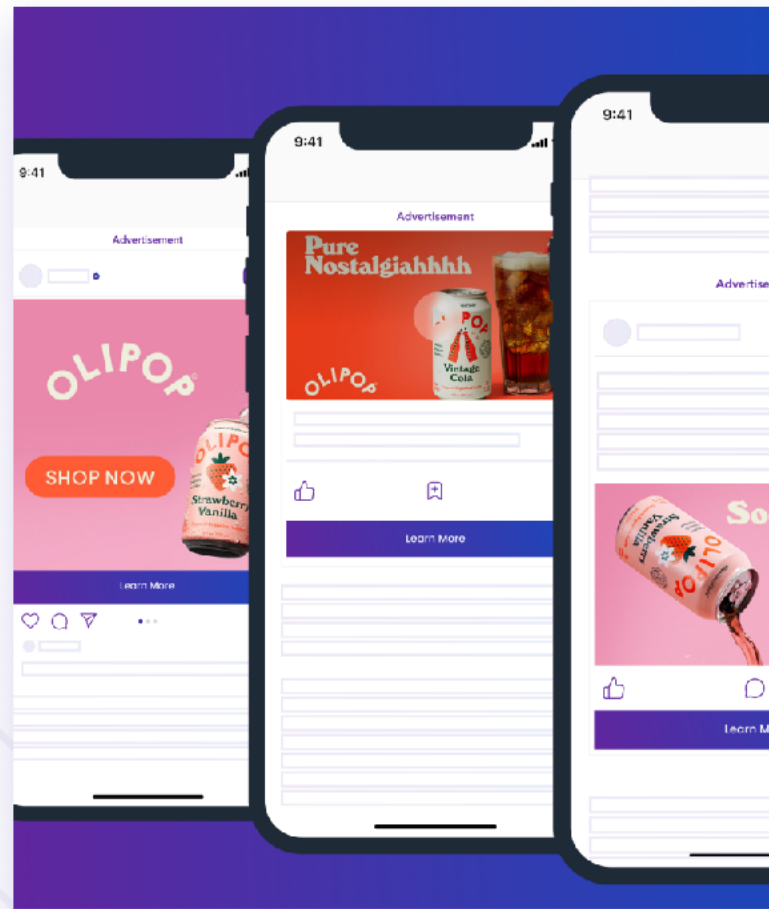 9:41
Advertisement
OLIPOP
SHOP NOW
OLIPOP
Strawberry
Vanilla
Learn More
9:41
Advertisement
Pure
Nostalgiahhhh
POP
Vintage
Cola
OLIPOP
Learn More
9:41
Advertise
So
OLIPOP
Strawberry
Vanilla
Learn M